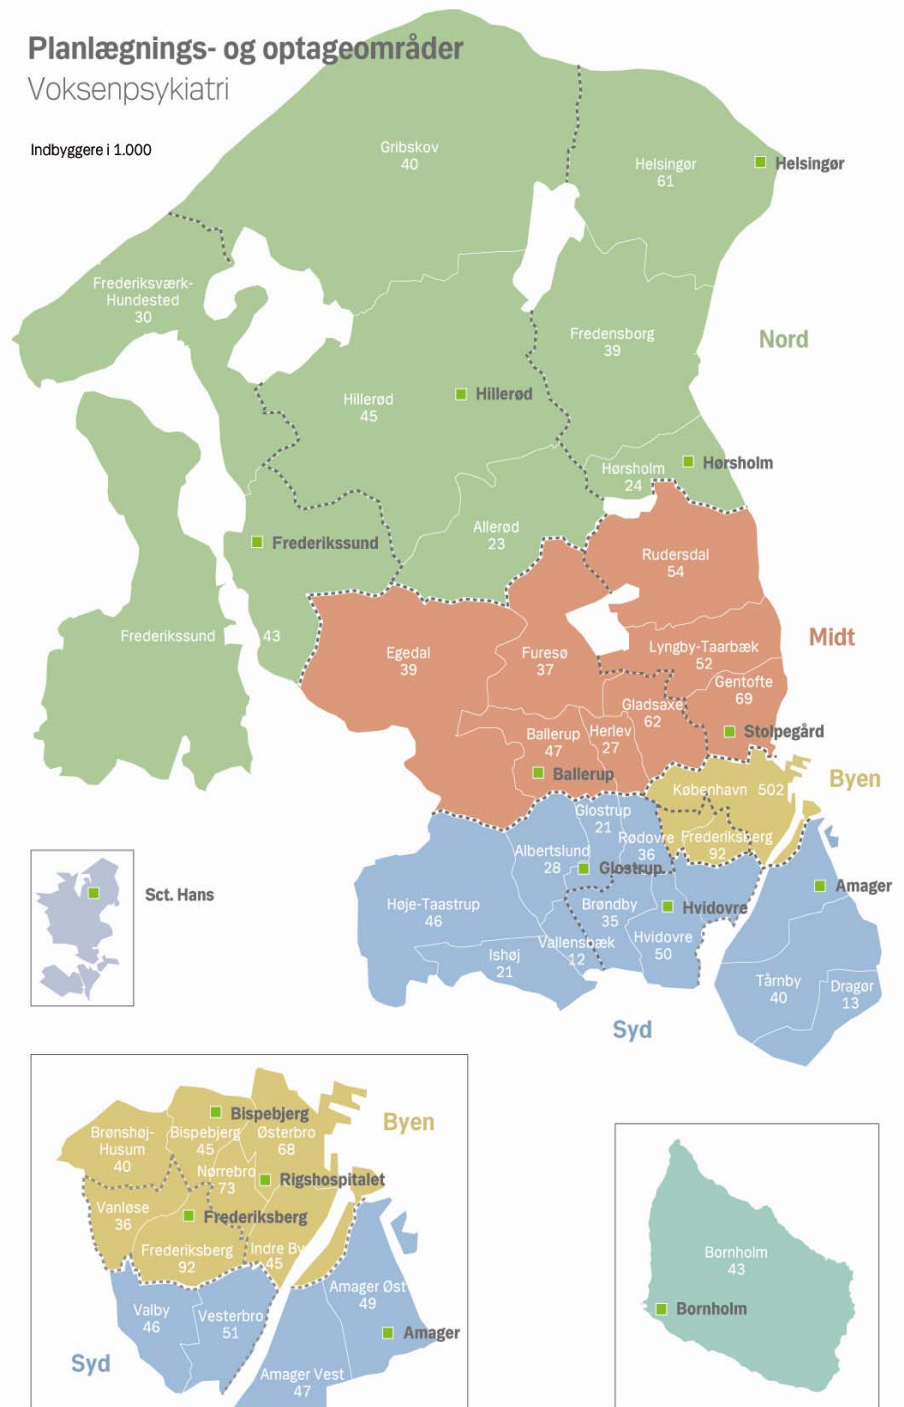 Planlægnings- og optageområder
Voksenpsykiatri
Indbyggere i 1.000
Gribskov
40
Helsingør
61
Helsingør
Frederiksværk-
Hundested
30
Fredensborg
39
Nord
Hillerød
45
Hillerød
Hørsholm
24
Hørsholm
Allerød
23
Frederikssund
Rudersdal
54
Frederikssund 43
Egedal
39
Furesø
37
Lyngby-Taarbæk
52
Midt
Gentofte
69
Gladsaxe
62
Stolpegård
Ballerup
47
Herlev
27
Ballerup
Byen
København 502
Glostrup
21
Rødovre
36
Frederiksberg
92
Albertslund
28
Glostrup
Amager
Sct. Hans
Høje-Taastrup
46
Brøndby
35
Hvidovre
Hvidovre
50
Vallensbæk
12
Ishøj
21
Tårnby
40
Dragør
13
Syd
Byen
Bispebjerg
Brønshøj-
Husum
40
Bispebjerg
45
Østerbro
68
Nørrebro
73
Rigshospitalet
Vanløse
36
Frederiksberg
Frederiksberg
92
Indre By
45
Amager Øst
49
Valby
46
Vesterbro
51
Amager
Syd
Amager Vest
47
Bornholm
43
Bornholm